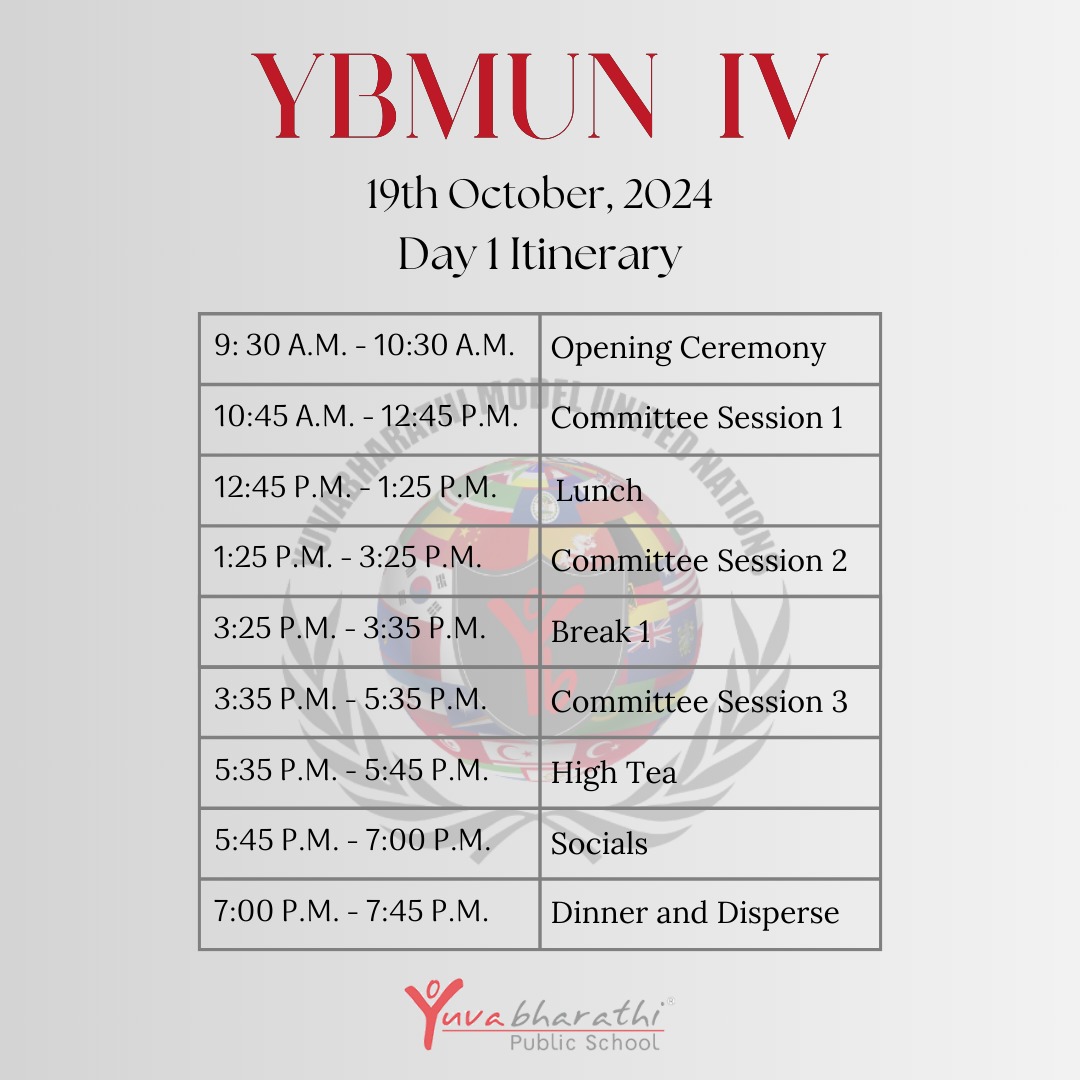 YBMUN IV
19th October, 2024
Day 1 Itinerary
9: 30 A.M. - 10:30 A.M. Opening Ceremony
10:45 A.M. - 12:45 P.M. Committee Session 1
12:45 P.M. - 1:25 P.M. Lunch
1:25 P.M. - 3:25 P.M. Committee Session 2
3:25 P.M. - 3:35 P.M. Break 1
3:35 P.M. - 5:35 P.M. Committee Session 3
5:35 P.M. - 5:45 P.M. High Tea
5:45 P.M. - 7:00 P.M. Socials
7:00 P.M. - 7:45 P.M. Dinner and Disperse
YUVABHARATHI MODEL UNITED NATIONS
Yb
Yuvabharathi®
Public School